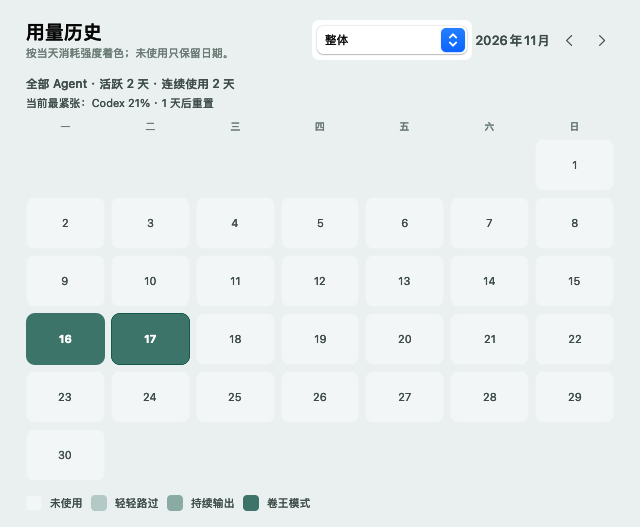 用量历史
按当天消耗强度着色；未使用只保留日期。
整体
2026年11月
全部 Agent · 活跃 2 天 · 连续使用 2 天
当前最紧张：Codex 21% · 1 天后重置
一 二 三 四 五 六 日
1
2 3 4 5 6 7 8
9 10 11 12 13 14 15
16 17 18 19 20 21 22
23 24 25 26 27 28 29
30
未使用 轻轻路过 持续输出 卷王模式